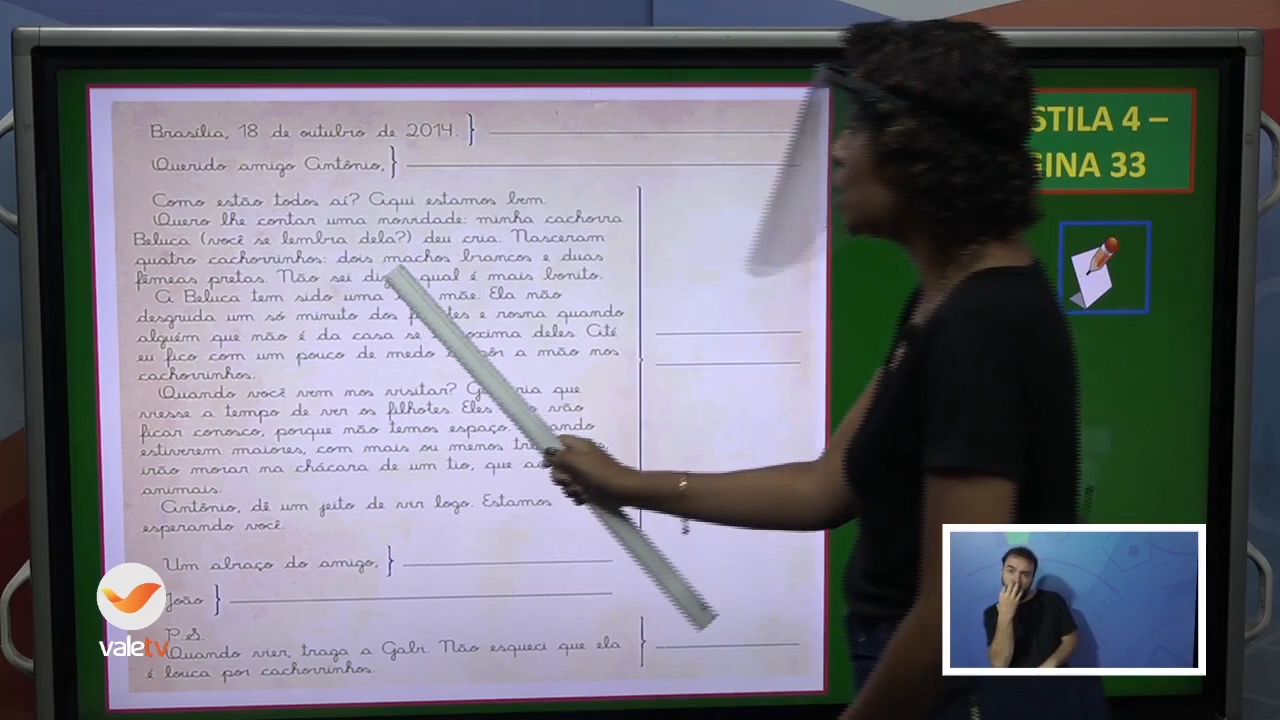 Brasília, 18 de outubro de 2014.
Querido amigo Antônio,
Como estão todos aí? Aqui estamos bem.
Quero lhe contar uma novidade: minha cachorra
Beluca (você se lembra dela?) deu cria. Nasceram
quatro cachorrinhos: dois machos brancos e duas
fêmeas pretas. Não sei qual é mais bonito.
A Beluca tem sido uma mãe. Ela não
desgruda um só minuto dos e rosna quando
alguém que não é da casa se deles. Até
eu fico com um pouco de medo a mão nos
cachorrinhos.
Quando você vem nos visitar? que
viesse a tempo de ver os filhotes. Eles vão
ficar conosco, porque não temos espaço.
estiverem maiores, com mais ou menos
irão morar na chácara de um tio, que
animais.
Antônio, dê um jeito de vir logo. Estamos
esperando você.
Um abraço do amigo,
João
P.S.
Quando vier, traga a Gabi. Não esqueci que ela
é louca por cachorrinhos.
STILA 4 –
INA 33
valetv